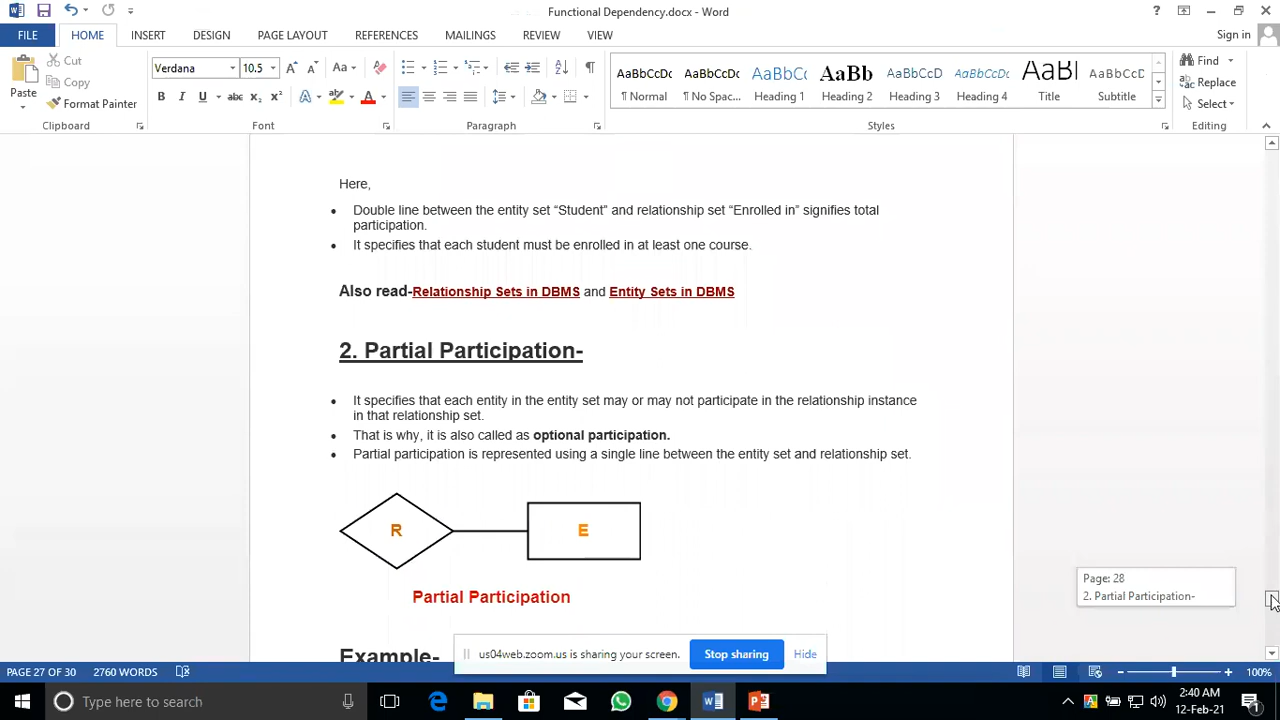 Functional Dependency.docx - Word
?
FILE HOME INSERT DESIGN PAGE LAYOUT REFERENCES MAILINGS REVIEW VIEW Sign in
Paste
Cut
Copy
Format Painter
Clipboard
Verdana 10.5 A A Aa
B I U abc x₂ x² A A
Font
Paragraph
AaBbCcDc AaBbCcDc AaBbC AaBb AaBbCcD AaBbCcD AaBl AaBbCcD
¶ Normal ¶ No Spac... Heading 1 Heading 2 Heading 3 Heading 4 Title Subtitle
Styles
Find
Replace
Select
Editing
Here,
• Double line between the entity set “Student” and relationship set “Enrolled in” signifies total
participation.
• It specifies that each student must be enrolled in at least one course.
Also read-Relationship Sets in DBMS and Entity Sets in DBMS
2. Partial Participation-
• It specifies that each entity in the entity set may or may not participate in the relationship instance
in that relationship set.
• That is why, it is also called as optional participation.
• Partial participation is represented using a single line between the entity set and relationship set.
R E
Partial Participation
Example-
Page: 28
2. Partial Participation-
us04web.zoom.us is sharing your screen. Stop sharing Hide
PAGE 27 OF 30 2760 WORDS 100%
Type here to search
2:40 AM
12-Feb-21
1